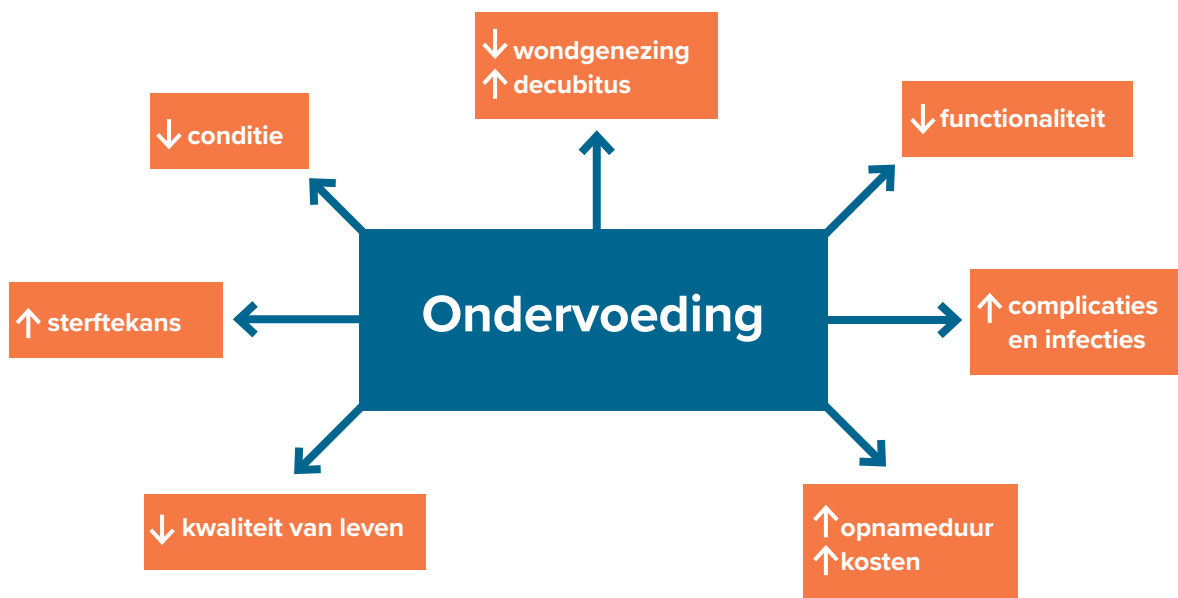 ↓ wondgenezing
↑ decubitus
↓ conditie
↓ functionaliteit
Ondervoeding
↑ sterftekans
↑ complicaties
en infecties
↓ kwaliteit van leven
↑ opnameduur
↑ kosten